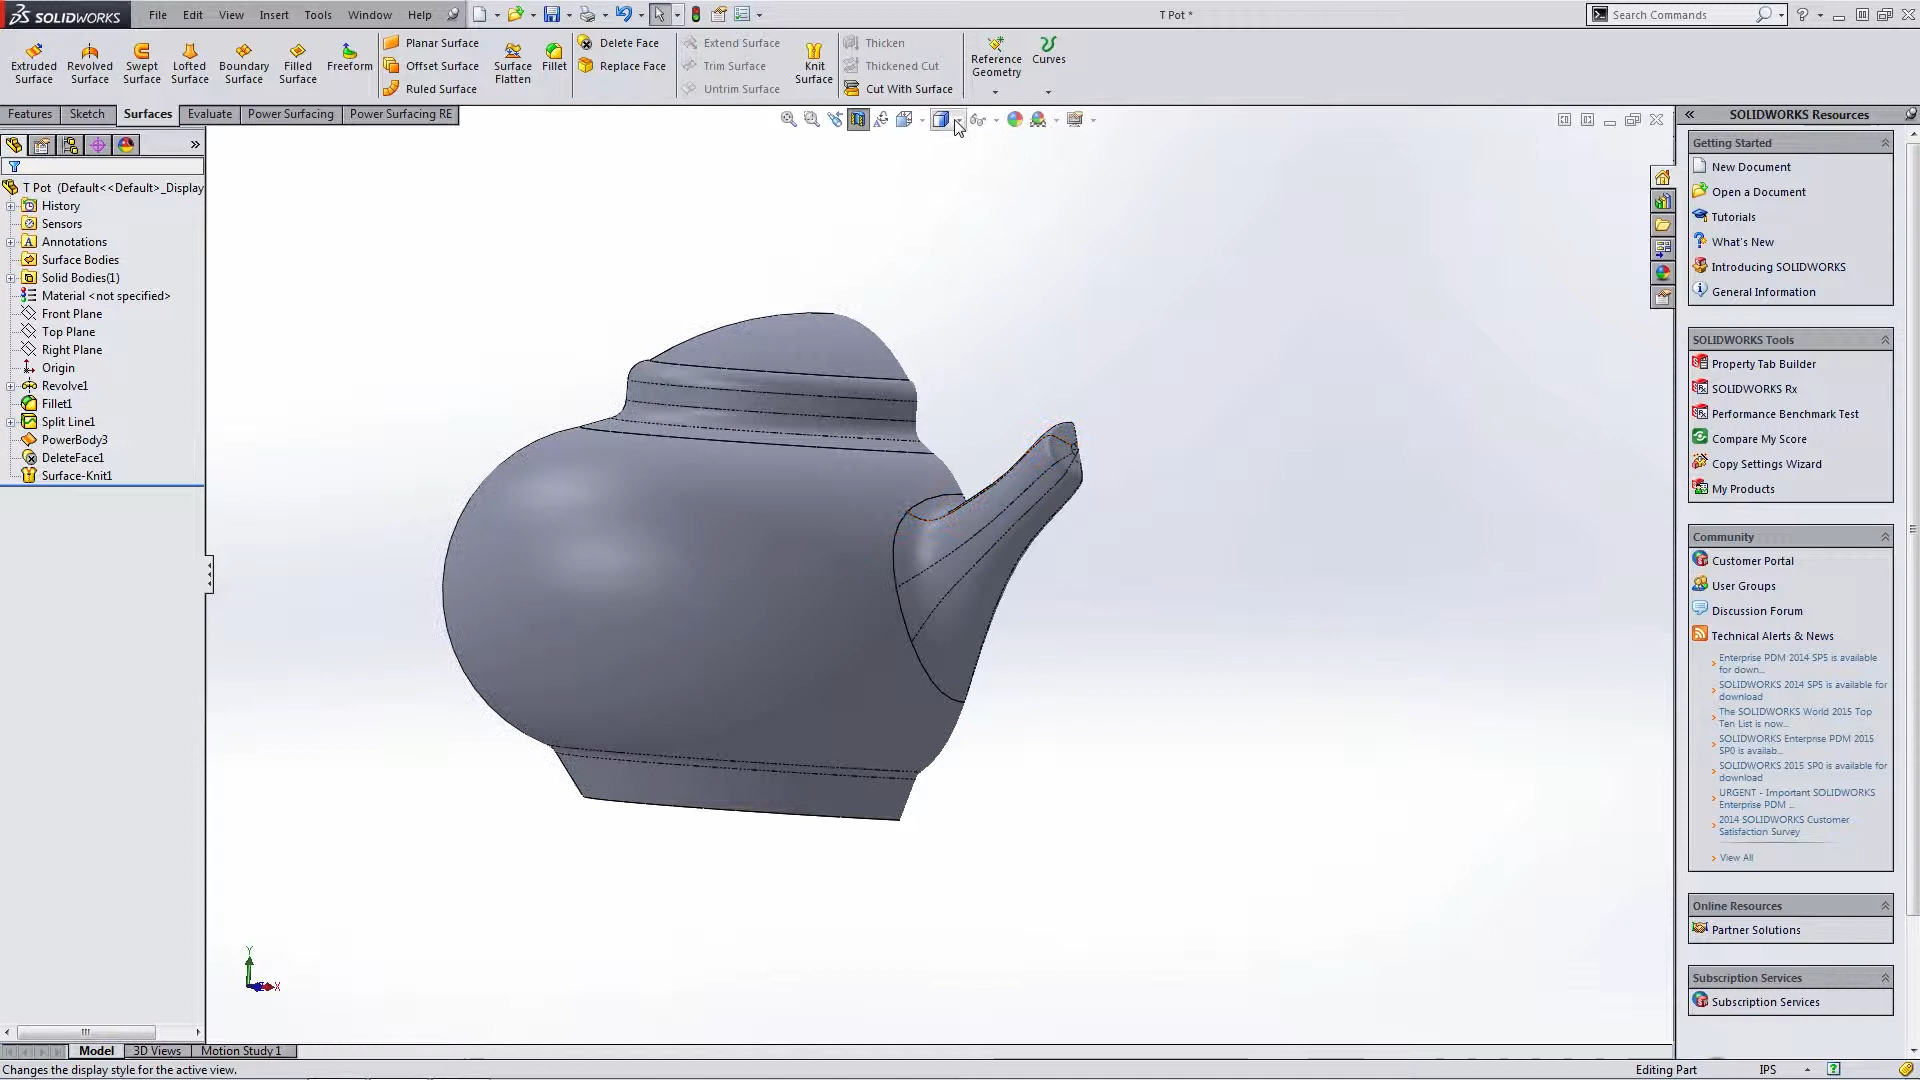 SOLIDWORKS File Edit View Insert Tools Window Help T Pot * Search Commands
Extruded Surface
Revolved Surface
Swept Surface
Lofted Surface
Boundary Surface
Filled Surface
Freeform
Planar Surface
Offset Surface
Ruled Surface
Surface Flatten
Fillet
Delete Face
Replace Face
Extend Surface
Trim Surface
Untrim Surface
Knit Surface
Thicken
Thickened Cut
Cut With Surface
Reference Geometry
Curves
Features Sketch Surfaces Evaluate Power Surfacing Power Surfacing RE
T Pot (Default<<Default>_Display
History
Sensors
Annotations
Surface Bodies
Solid Bodies(1)
Material <not specified>
Front Plane
Top Plane
Right Plane
Origin
Revolve1
Fillet1
Split Line1
PowerBody3
DeleteFace1
Surface-Knit1
Y
X
SOLIDWORKS Resources
Getting Started
New Document
Open a Document
Tutorials
What's New
Introducing SOLIDWORKS
General Information
SOLIDWORKS Tools
Property Tab Builder
SOLIDWORKS Rx
Performance Benchmark Test
Compare My Score
Copy Settings Wizard
My Products
Community
Customer Portal
User Groups
Discussion Forum
Technical Alerts & News
Enterprise PDM 2014 SP5 is available
for down...
SOLIDWORKS 2014 SP5 is available for
download
The SOLIDWORKS World 2015 Top
Ten List is now...
SOLIDWORKS Enterprise PDM 2015
SP0 is availab...
SOLIDWORKS 2015 SP0 is available for
download
URGENT - Important SOLIDWORKS
Enterprise PDM ...
2014 SOLIDWORKS Customer
Satisfaction Survey
View All
Online Resources
Partner Solutions
Subscription Services
Subscription Services
Model 3D Views Motion Study 1
Changes the display style for the active view. Editing Part IPS